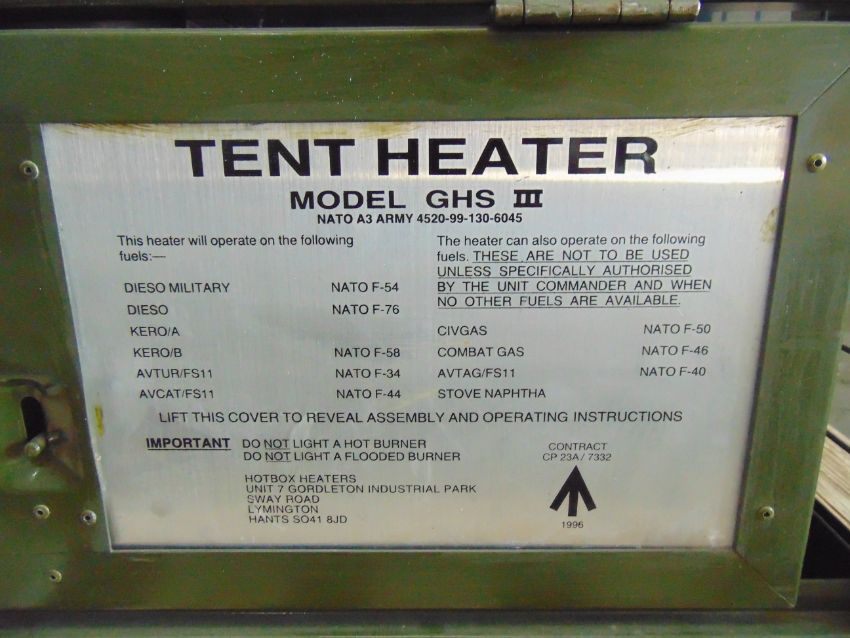 TENT HEATER
MODEL GHS III
NATO A3 ARMY 4520-99-130-6045
This heater will operate on the following
fuels:—
DIESO MILITARY NATO F-54
DIESO NATO F-76
KERO/A
KERO/B NATO F-58
AVTUR/FS11 NATO F-34
AVCAT/FS11 NATO F-44
The heater can also operate on the following
fuels. THESE ARE NOT TO BE USED
UNLESS SPECIFICALLY AUTHORISED
BY THE UNIT COMMANDER AND WHEN
NO OTHER FUELS ARE AVAILABLE.
CIVGAS NATO F-50
COMBAT GAS NATO F-46
AVTAG/FS11 NATO F-40
STOVE NAPHTHA
LIFT THIS COVER TO REVEAL ASSEMBLY AND OPERATING INSTRUCTIONS
IMPORTANT DO NOT LIGHT A HOT BURNER
DO NOT LIGHT A FLOODED BURNER
HOTBOX HEATERS
UNIT 7 GORDLETON INDUSTRIAL PARK
SWAY ROAD
LYMINGTON
HANTS SO41 8JD
CONTRACT
CP 23A/7332
1996